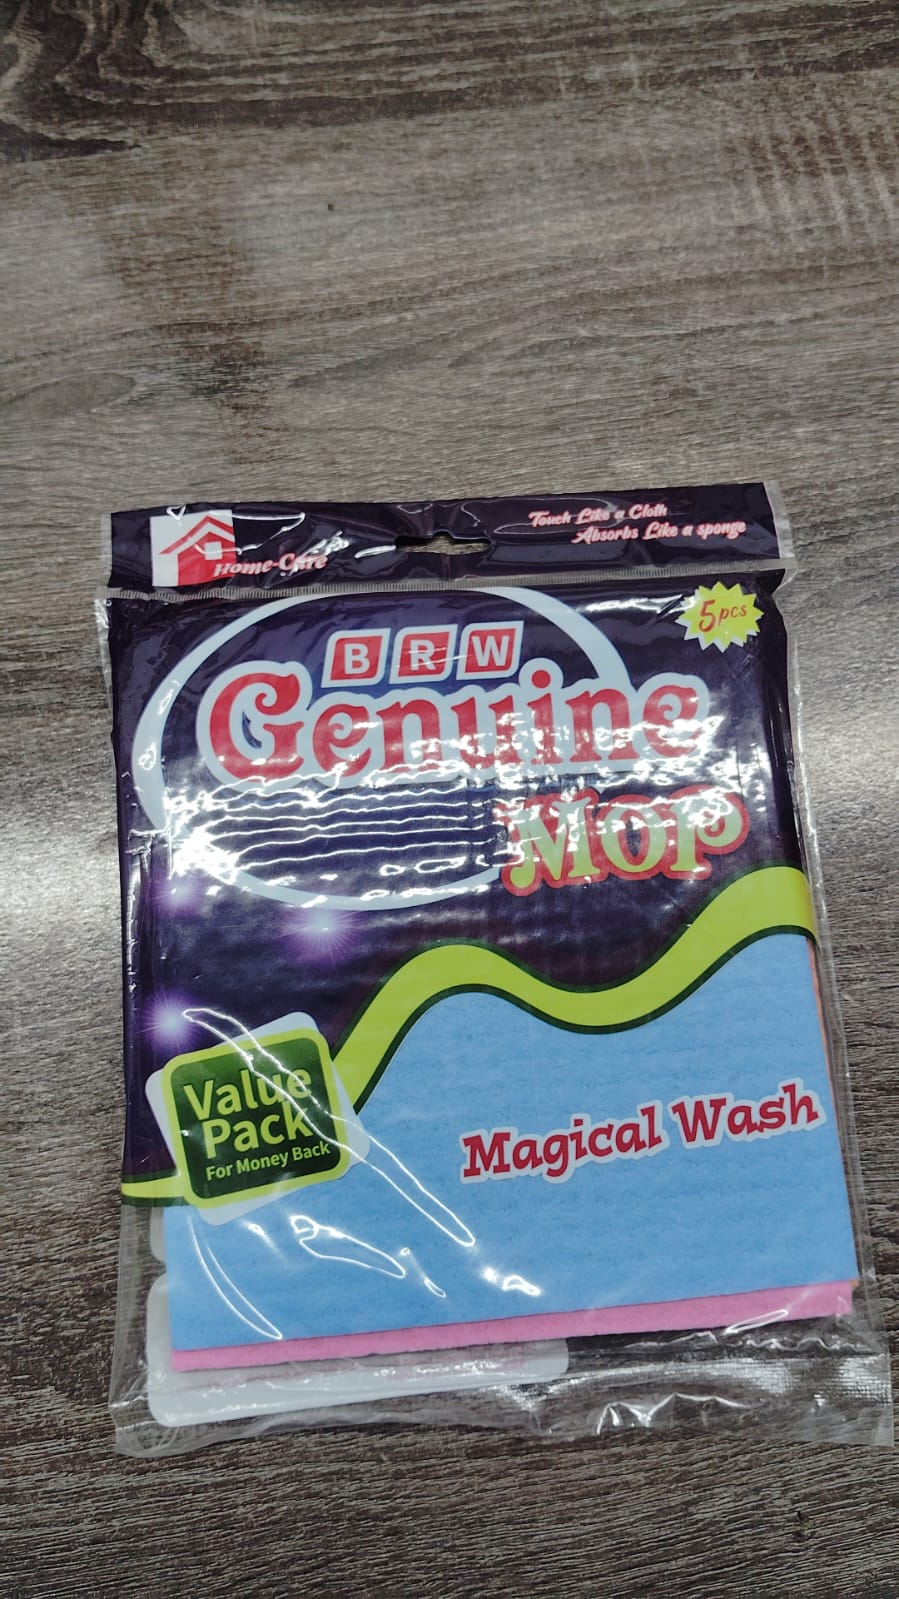 Home-Care
Touch Like a Cloth
Absorbs Like a sponge
5pcs
BRW
Genuine
MOP
Value
Pack
For Money Back
Magical Wash